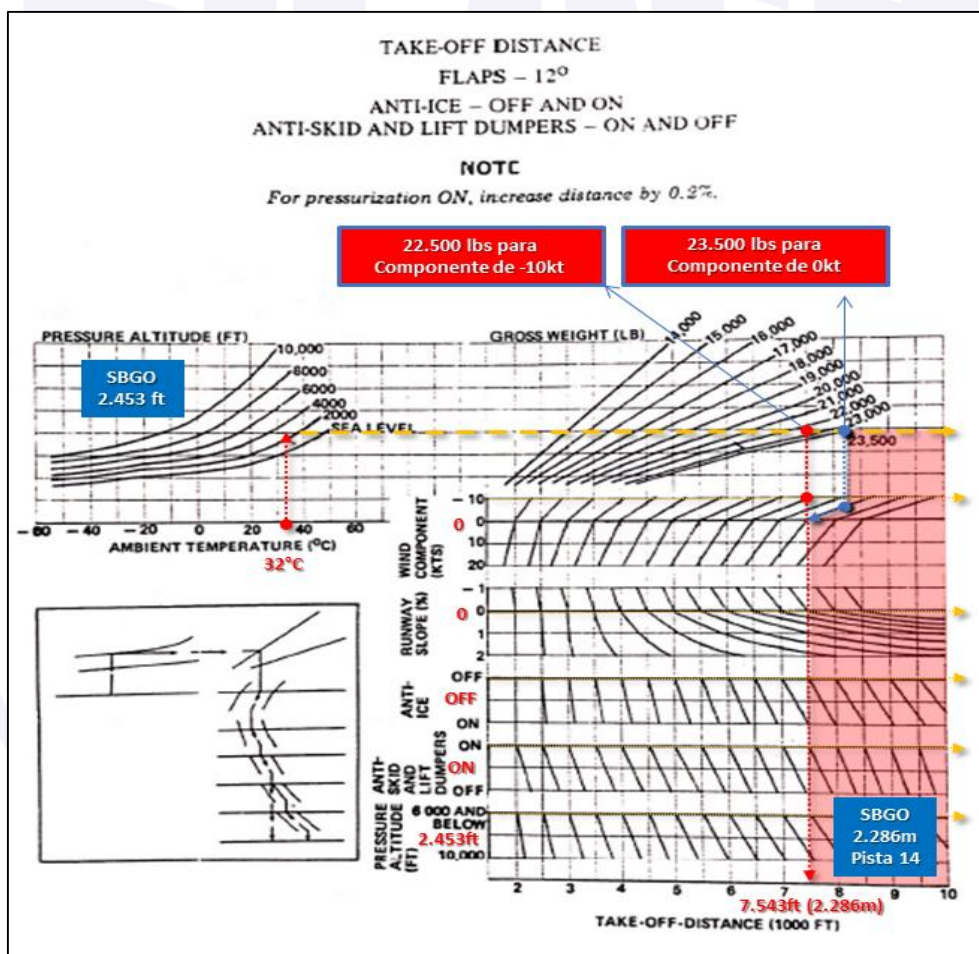 TAKE-OFF DISTANCE
FLAPS – 12°
ANTI-ICE – OFF AND ON
ANTI-SKID AND LIFT DUMPERS – ON AND OFF
NOTE
For pressurization ON, increase distance by 0.2%.
22.500 lbs para
Componente de -10kt
23.500 lbs para
Componente de 0kt
PRESSURE ALTITUDE (FT)
10,000
8000
6000
4000
2000
SEA LEVEL
SBGO
2.453 ft
-60 -40 -20 0 20 40 60
AMBIENT TEMPERATURE (°C)
32°C
GROSS WEIGHT (LB)
14,000
15,000
16,000
17,000
18,000
19,000
20,000
21,000
22,000
23,000
23,500
WIND
COMPONENT
(KTS)
0
-10
0
20
RUNWAY
SLOPE (%)
0
-1
0
1
2
ANTI-
ICE
OFF
OFF
ON
ANTI-
SKID
AND
LIFT
DUMPERS
ON
ON
OFF
PRESSURE
ALTITUDE
(FT)
6 000 AND
BELOW
2.453ft
10,000
SBGO
2.286m
Pista 14
2 3 4 5 6 7 8 9 10
7.543ft (2.286m)
TAKE-OFF-DISTANCE (1000 FT)